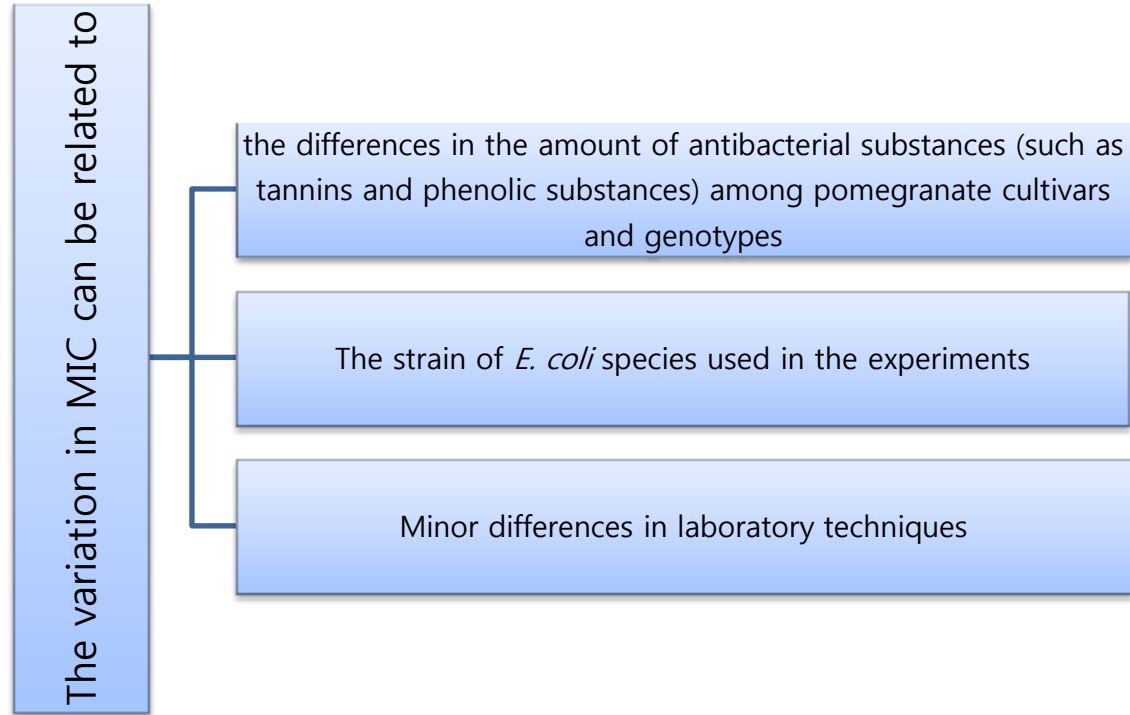 The variation in MIC can be related to
the differences in the amount of antibacterial substances (such as
tannins and phenolic substances) among pomegranate cultivars
and genotypes
The strain of E. coli species used in the experiments
Minor differences in laboratory techniques